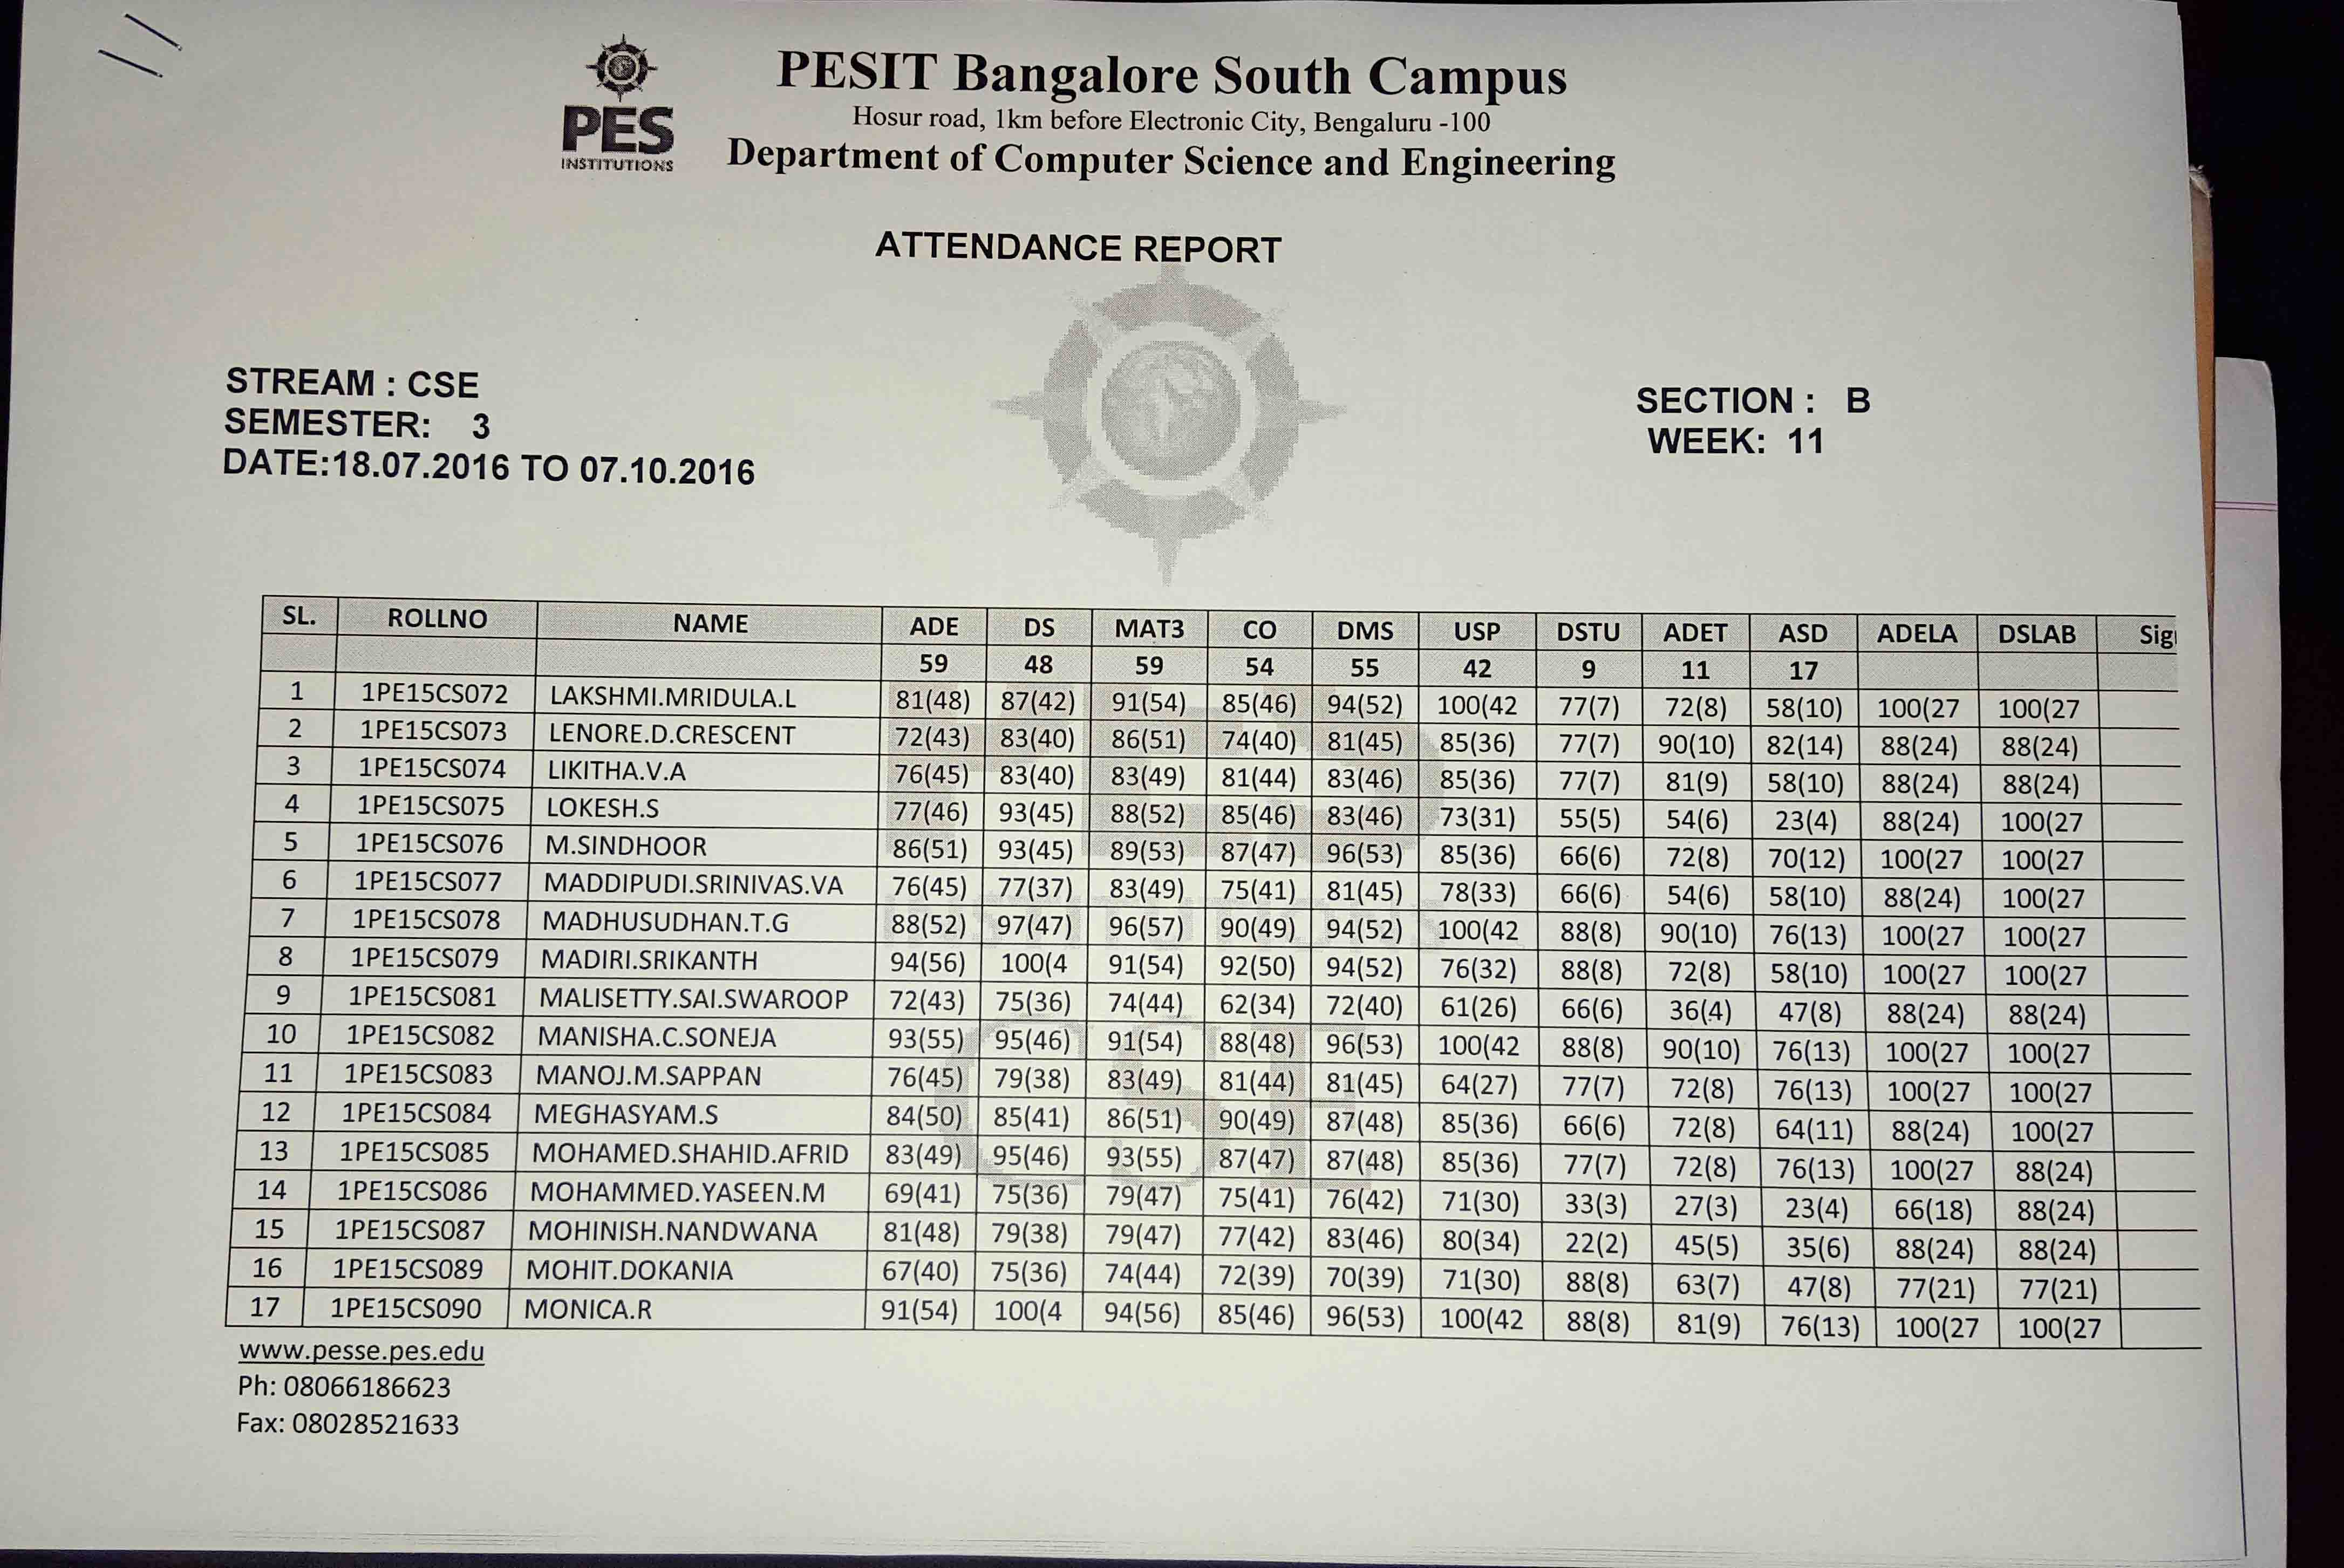 PES
INSTITUTIONS
PESIT Bangalore South Campus
Hosur road, 1km before Electronic City, Bengaluru -100
Department of Computer Science and Engineering
ATTENDANCE REPORT
STREAM : CSE
SEMESTER: 3
DATE:18.07.2016 TO 07.10.2016
SECTION : B
WEEK: 11
SL. ROLLNO NAME ADE DS MAT3 CO DMS USP DSTU ADET ASD ADELA DSLAB
59 48 59 54 55 42 9 11 17
1 1PE15CS072 LAKSHMI.MRIDULA.L 81(48) 87(42) 91(54) 85(46) 94(52) 100(42 77(7) 72(8) 58(10) 100(27 100(27
2 1PE15CS073 LENORE.D.CRESCENT 72(43) 83(40) 86(51) 74(40) 81(45) 85(36) 77(7) 90(10) 82(14) 88(24) 88(24)
3 1PE15CS074 LIKITHA.V.A 76(45) 83(40) 83(49) 81(44) 83(46) 85(36) 77(7) 81(9) 58(10) 88(24) 88(24)
4 1PE15CS075 LOKESH.S 77(46) 93(45) 88(52) 85(46) 83(46) 73(31) 55(5) 54(6) 23(4) 88(24) 100(27
5 1PE15CS076 M.SINDHOOR 86(51) 93(45) 89(53) 87(47) 96(53) 85(36) 66(6) 72(8) 70(12) 100(27 100(27
6 1PE15CS077 MADDIPUDI.SRINIVAS.VA 76(45) 77(37) 83(49) 75(41) 81(45) 78(33) 66(6) 54(6) 58(10) 88(24) 100(27
7 1PE15CS078 MADHUSUDHAN.T.G 88(52) 97(47) 96(57) 90(49) 94(52) 100(42 88(8) 90(10) 76(13) 100(27 100(27
8 1PE15CS079 MADIRI.SRIKANTH 94(56) 100(4 91(54) 92(50) 94(52) 76(32) 88(8) 72(8) 58(10) 100(27 100(27
9 1PE15CS081 MALISETTY.SAI.SWAROOP 72(43) 75(36) 74(44) 62(34) 72(40) 61(26) 66(6) 36(4) 47(8) 88(24) 88(24)
10 1PE15CS082 MANISHA.C.SONEJA 93(55) 95(46) 91(54) 88(48) 96(53) 100(42 88(8) 90(10) 76(13) 100(27 100(27
11 1PE15CS083 MANOJ.M.SAPPAN 76(45) 79(38) 83(49) 81(44) 81(45) 64(27) 77(7) 72(8) 76(13) 100(27 100(27
12 1PE15CS084 MEGHASYAM.S 84(50) 85(41) 86(51) 90(49) 87(48) 85(36) 66(6) 72(8) 64(11) 88(24) 100(27
13 1PE15CS085 MOHAMED.SHAHID.AFRID 83(49) 95(46) 93(55) 87(47) 87(48) 85(36) 77(7) 72(8) 76(13) 100(27 88(24)
14 1PE15CS086 MOHAMMED.YASEEN.M 69(41) 75(36) 79(47) 75(41) 76(42) 71(30) 33(3) 27(3) 23(4) 66(18) 88(24)
15 1PE15CS087 MOHINISH.NANDWANA 81(48) 79(38) 79(47) 77(42) 83(46) 80(34) 22(2) 45(5) 35(6) 88(24) 88(24)
16 1PE15CS089 MOHIT.DOKANIA 67(40) 75(36) 74(44) 72(39) 70(39) 71(30) 88(8) 63(7) 47(8) 77(21) 77(21)
17 1PE15CS090 MONICA.R 91(54) 100(4 94(56) 85(46) 96(53) 100(42 88(8) 81(9) 76(13) 100(27 100(27
www.pesse.pes.edu
Ph: 08066186623
Fax: 08028521633